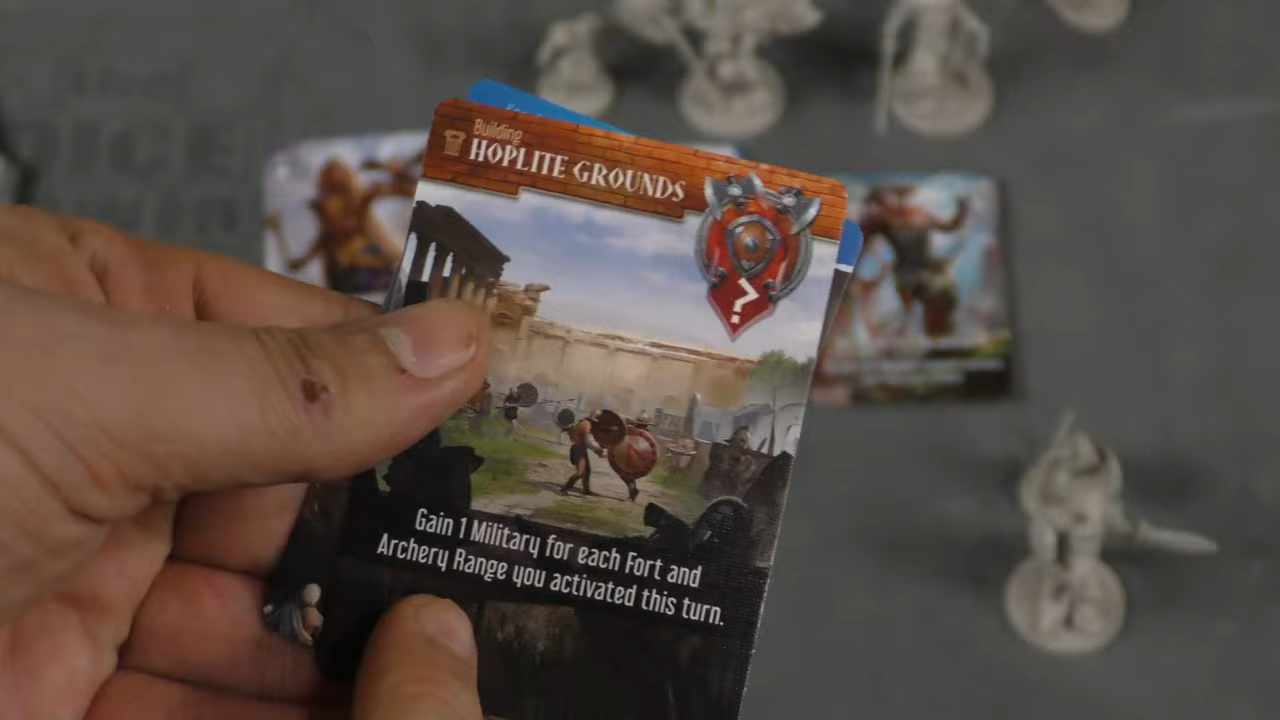 Building
HOPLITE GROUNDS
?
Gain 1 Military for each Fort and
Archery Range you activated this turn.